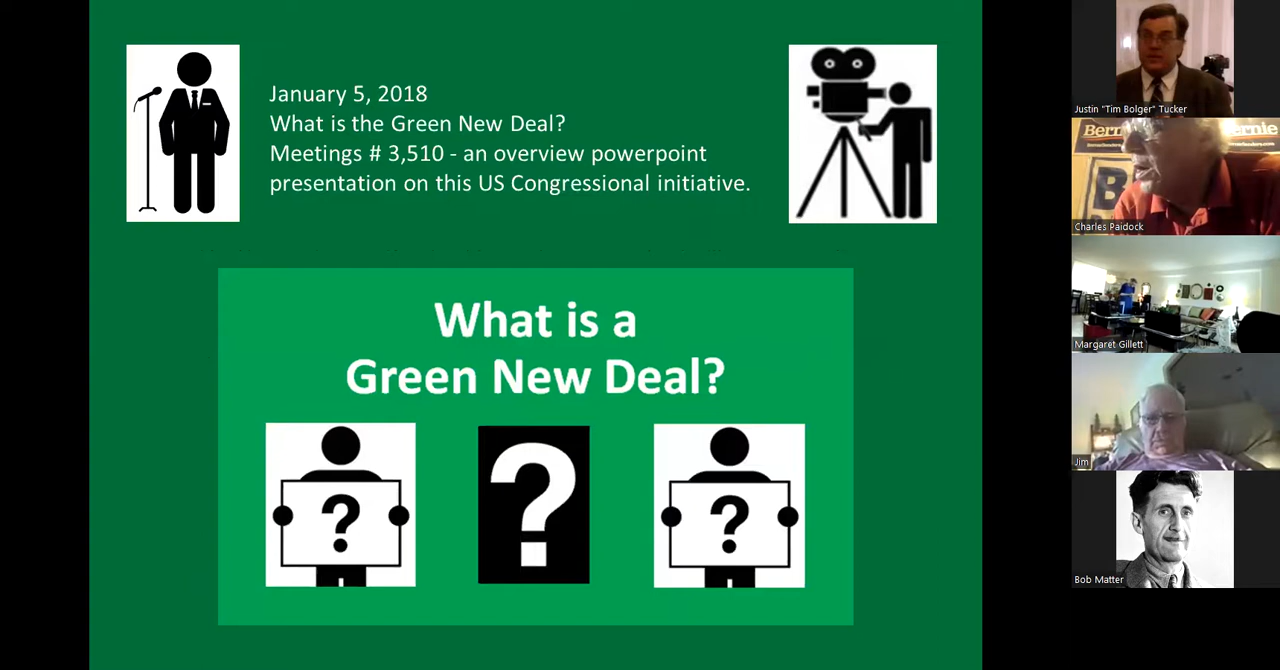 January 5, 2018
What is the Green New Deal?
Meetings # 3,510 - an overview powerpoint
presentation on this US Congressional initiative.
What is a
Green New Deal?
?
?
?
Justin "Tim Bolger" Tucker
Charles Paidock
Margaret Gillett
Jim
Bob Matter